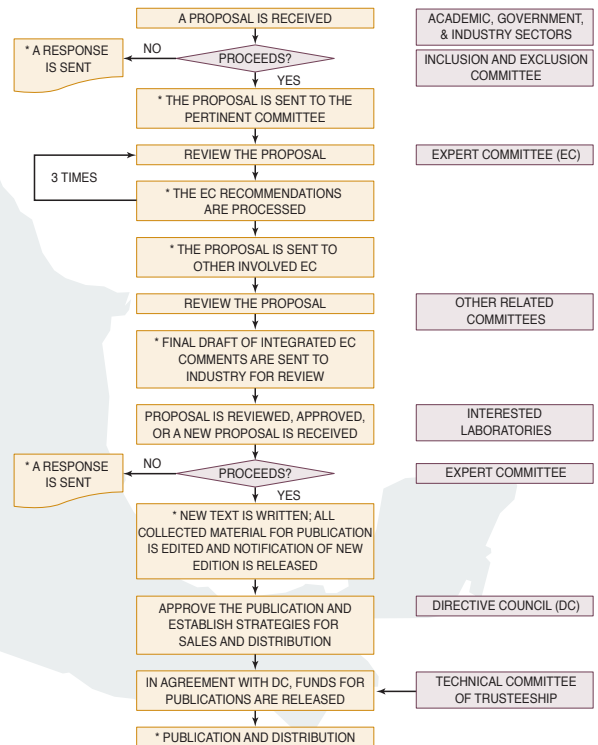 A PROPOSAL IS RECEIVED
ACADEMIC, GOVERNMENT,
& INDUSTRY SECTORS
* A RESPONSE
IS SENT
NO
PROCEEDS?
INCLUSION AND EXCLUSION
COMMITTEE
YES
* THE PROPOSAL IS SENT TO THE
PERTINENT COMMITTEE
REVIEW THE PROPOSAL
EXPERT COMMITTEE (EC)
3 TIMES
* THE EC RECOMMENDATIONS
ARE PROCESSED
* THE PROPOSAL IS SENT TO
OTHER INVOLVED EC
REVIEW THE PROPOSAL
OTHER RELATED
COMMITTEES
* FINAL DRAFT OF INTEGRATED EC
COMMENTS ARE SENT TO
INDUSTRY FOR REVIEW
PROPOSAL IS REVIEWED, APPROVED,
OR A NEW PROPOSAL IS RECEIVED
INTERESTED
LABORATORIES
* A RESPONSE
IS SENT
NO
PROCEEDS?
EXPERT COMMITTEE
YES
* NEW TEXT IS WRITTEN; ALL
COLLECTED MATERIAL FOR PUBLICATION
IS EDITED AND NOTIFICATION OF NEW
EDITION IS RELEASED
APPROVE THE PUBLICATION AND
ESTABLISH STRATEGIES FOR
SALES AND DISTRIBUTION
DIRECTIVE COUNCIL (DC)
IN AGREEMENT WITH DC, FUNDS FOR
PUBLICATIONS ARE RELEASED
TECHNICAL COMMITTEE
OF TRUSTEESHIP
* PUBLICATION AND DISTRIBUTION